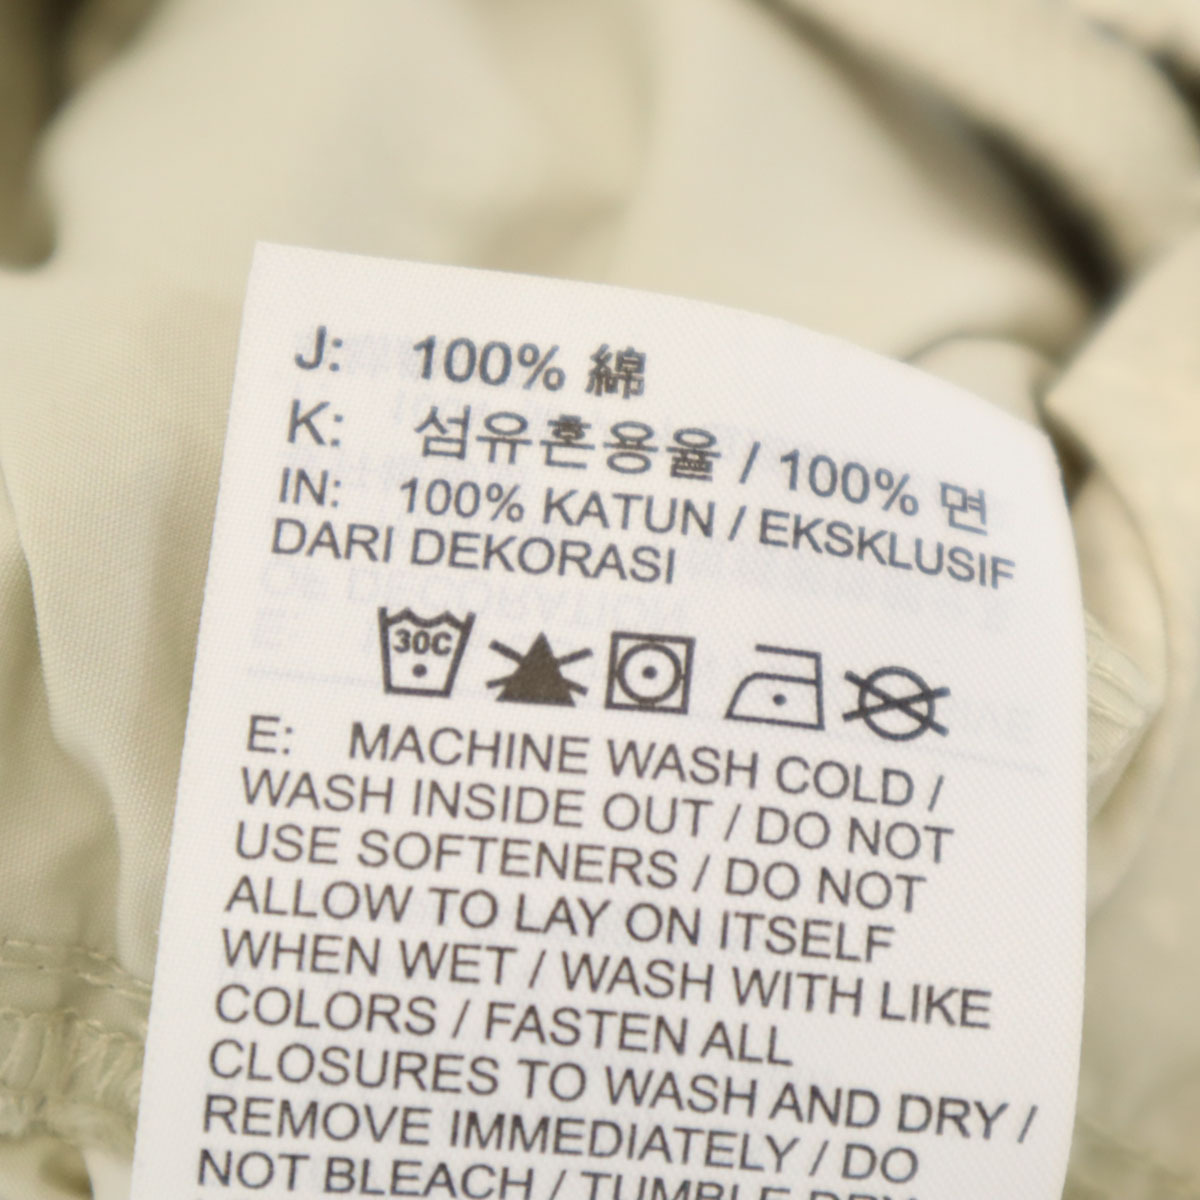 J: 100% 綿
K: 섬유혼용율 / 100% 면
IN: 100% KATUN / EKSKLUSIF
DARI DEKORASI
30C
E: MACHINE WASH COLD /
WASH INSIDE OUT / DO NOT
USE SOFTENERS / DO NOT
ALLOW TO LAY ON ITSELF
WHEN WET / WASH WITH LIKE
COLORS / FASTEN ALL
CLOSURES TO WASH AND DRY /
REMOVE IMMEDIATELY / DO
NOT BLEACH / TUMBLE DRY